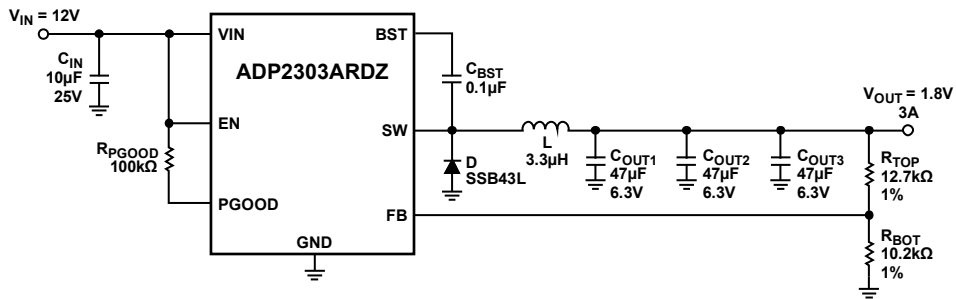 VIN = 12V
CIN
10µF
25V
RPGOOD
100kΩ
VIN
EN
PGOOD
ADP2303ARDZ
GND
BST
SW
FB
CBST
0.1µF
D
SSB43L
L
3.3µH
COUT1
47µF
6.3V
COUT2
47µF
6.3V
COUT3
47µF
6.3V
VOUT = 1.8V
3A
RTOP
12.7kΩ
1%
RBOT
10.2kΩ
1%